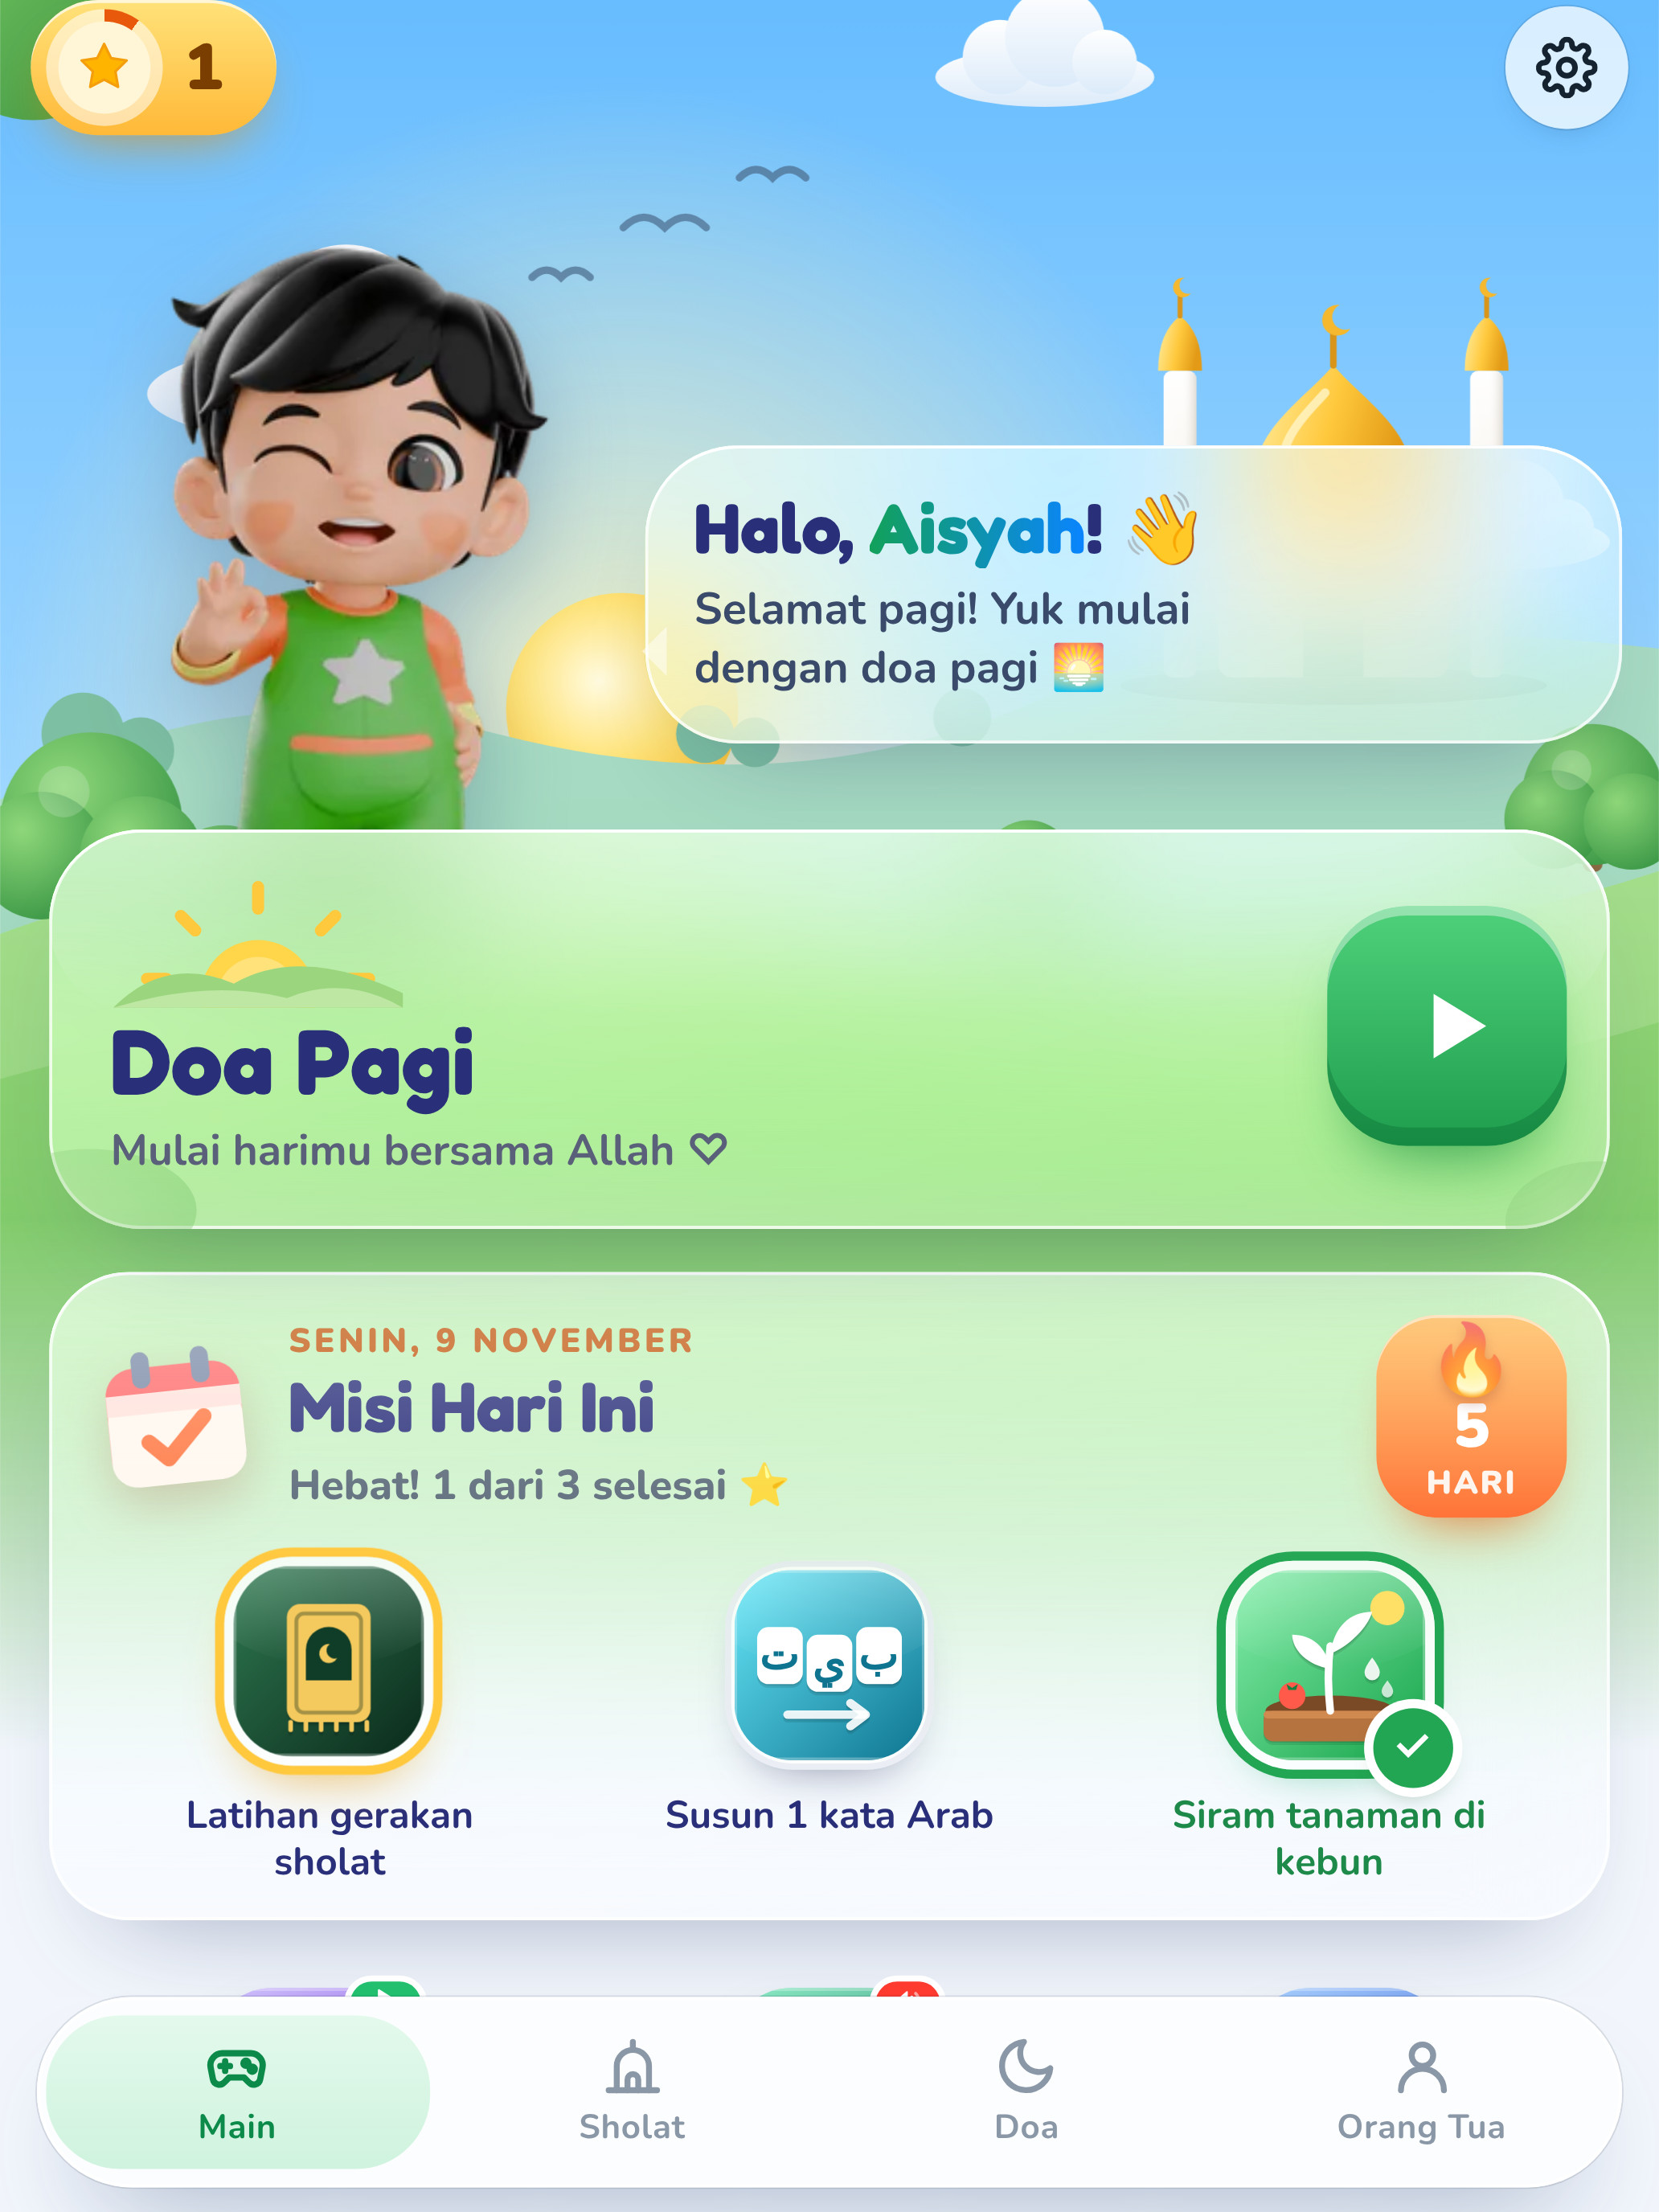 1
Halo, Aisyah! 👋
Selamat pagi! Yuk mulai
dengan doa pagi 🌅
Doa Pagi
Mulai harimu bersama Allah ♡
SENIN, 9 NOVEMBER
Misi Hari Ini
Hebat! 1 dari 3 selesai ⭐
🔥
5
HARI
ب ي ت
Latihan gerakan
sholat
Susun 1 kata Arab
Siram tanaman di
kebun
Main
Sholat
Doa
Orang Tua